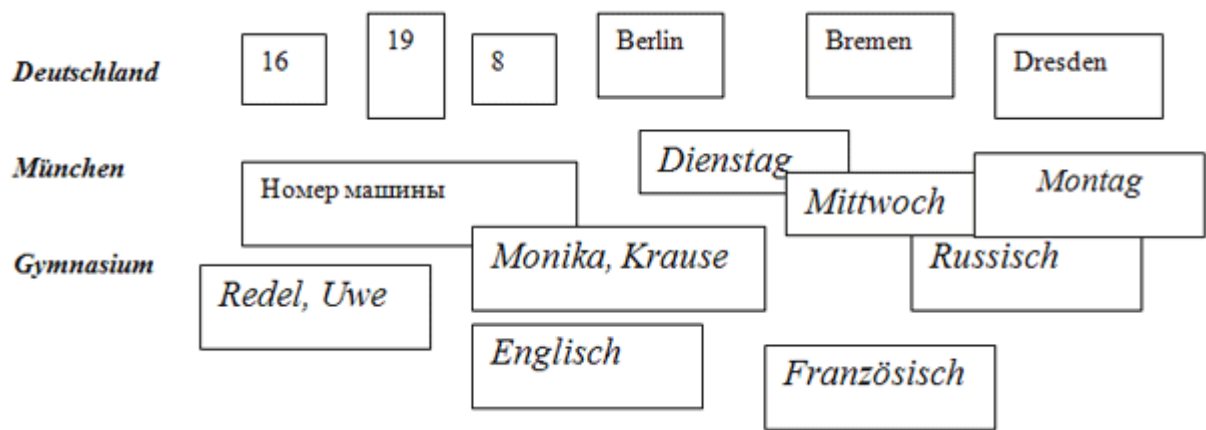 Deutschland
16
19
8
Berlin
Bremen
Dresden
München
Номер машины
Dienstag
Mittwoch
Montag
Gymnasium
Redel, Uwe
Monika, Krause
Russisch
Englisch
Französisch